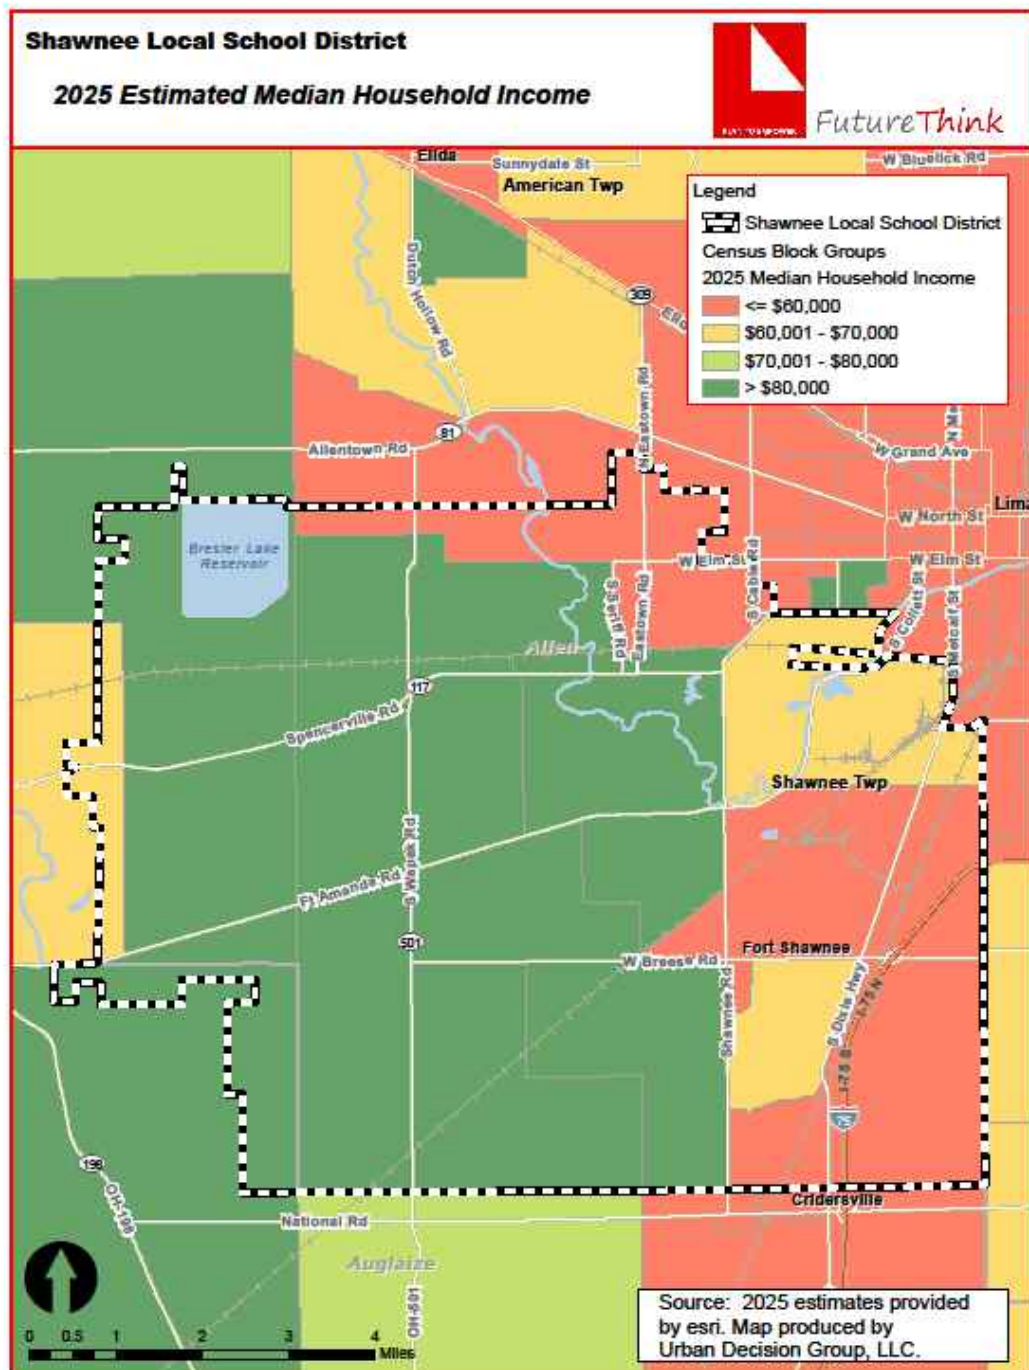 Shawnee Local School District
2025 Estimated Median Household Income
FutureThink
Elida
Sunnydale St
American Twp
W Bluelick Rd
Legend
Shawnee Local School District
Census Block Groups
2025 Median Household Income
<= $60,000
$60,001 - $70,000
$70,001 - $80,000
> $80,000
Dutch Hollow Rd
309
N Eastown Rd
81
Allentown Rd
W Grand Ave
W North St
Lima
Bresler Lake
Reservoir
W Elm St
W Elm St
S Cable Rd
S Collett St
S Metcalf St
S Seriff Rd
Eastown Rd
Allen
117
Spencerville Rd
Shawnee Twp
S Wapak Rd
Ft Amanda Rd
501
Fort Shawnee
W Breese Rd
Shawnee Rd
S Dixie Hwy
I-75 N
I-75 S
198
OH-198
Cridersville
National Rd
Auglaize
OH-501
0 0.5 1 2 3 4
Miles
Source: 2025 estimates provided
by esri. Map produced by
Urban Decision Group, LLC.